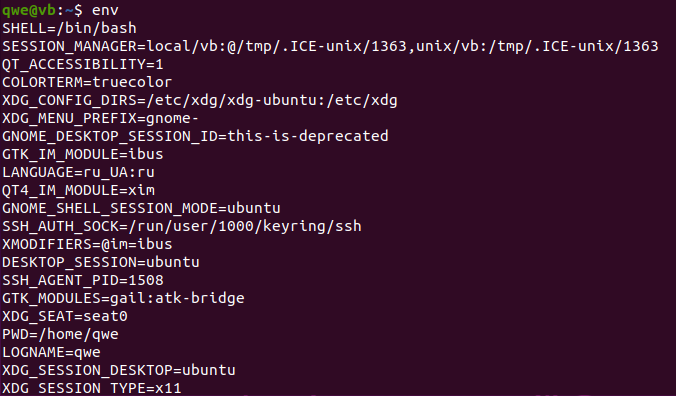 qwe@vb:~$ env
SHELL=/bin/bash
SESSION_MANAGER=local/vb:@/tmp/.ICE-unix/1363,unix/vb:/tmp/.ICE-unix/1363
QT_ACCESSIBILITY=1
COLORTERM=truecolor
XDG_CONFIG_DIRS=/etc/xdg/xdg-ubuntu:/etc/xdg
XDG_MENU_PREFIX=gnome-
GNOME_DESKTOP_SESSION_ID=this-is-deprecated
GTK_IM_MODULE=ibus
LANGUAGE=ru_UA:ru
QT4_IM_MODULE=xim
GNOME_SHELL_SESSION_MODE=ubuntu
SSH_AUTH_SOCK=/run/user/1000/keyring/ssh
XMODIFIERS=@im=ibus
DESKTOP_SESSION=ubuntu
SSH_AGENT_PID=1508
GTK_MODULES=gail:atk-bridge
XDG_SEAT=seat0
PWD=/home/qwe
LOGNAME=qwe
XDG_SESSION_DESKTOP=ubuntu
XDG_SESSION_TYPE=x11